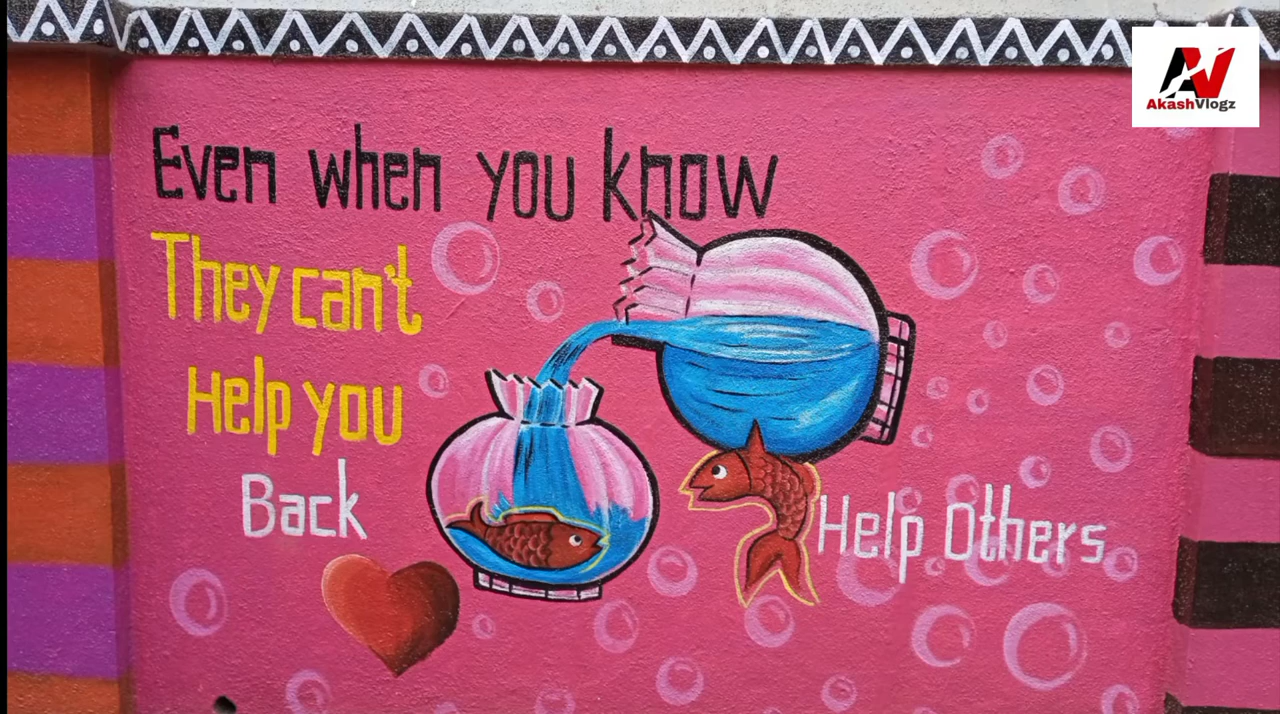 AkashVlogz
Even when you know
They can't
Help you
Back
Help Others